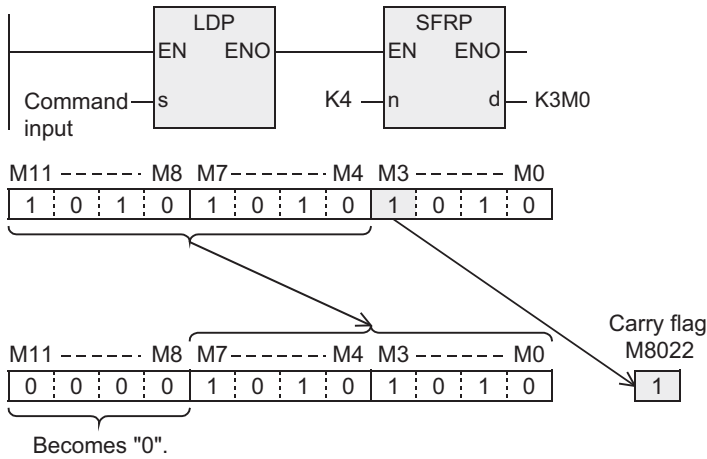 LDP SFRP
EN ENO EN ENO
Command input s K4 n d K3M0
M11 ------ M8 M7 ------ M4 M3 ------ M0
1 0 1 0 1 0 1 0 1 0 1 0
Carry flag
M8022
M11 ------ M8 M7 ------ M4 M3 ------ M0
0 0 0 0 1 0 1 0 1 0 1 0 1
Becomes "0".